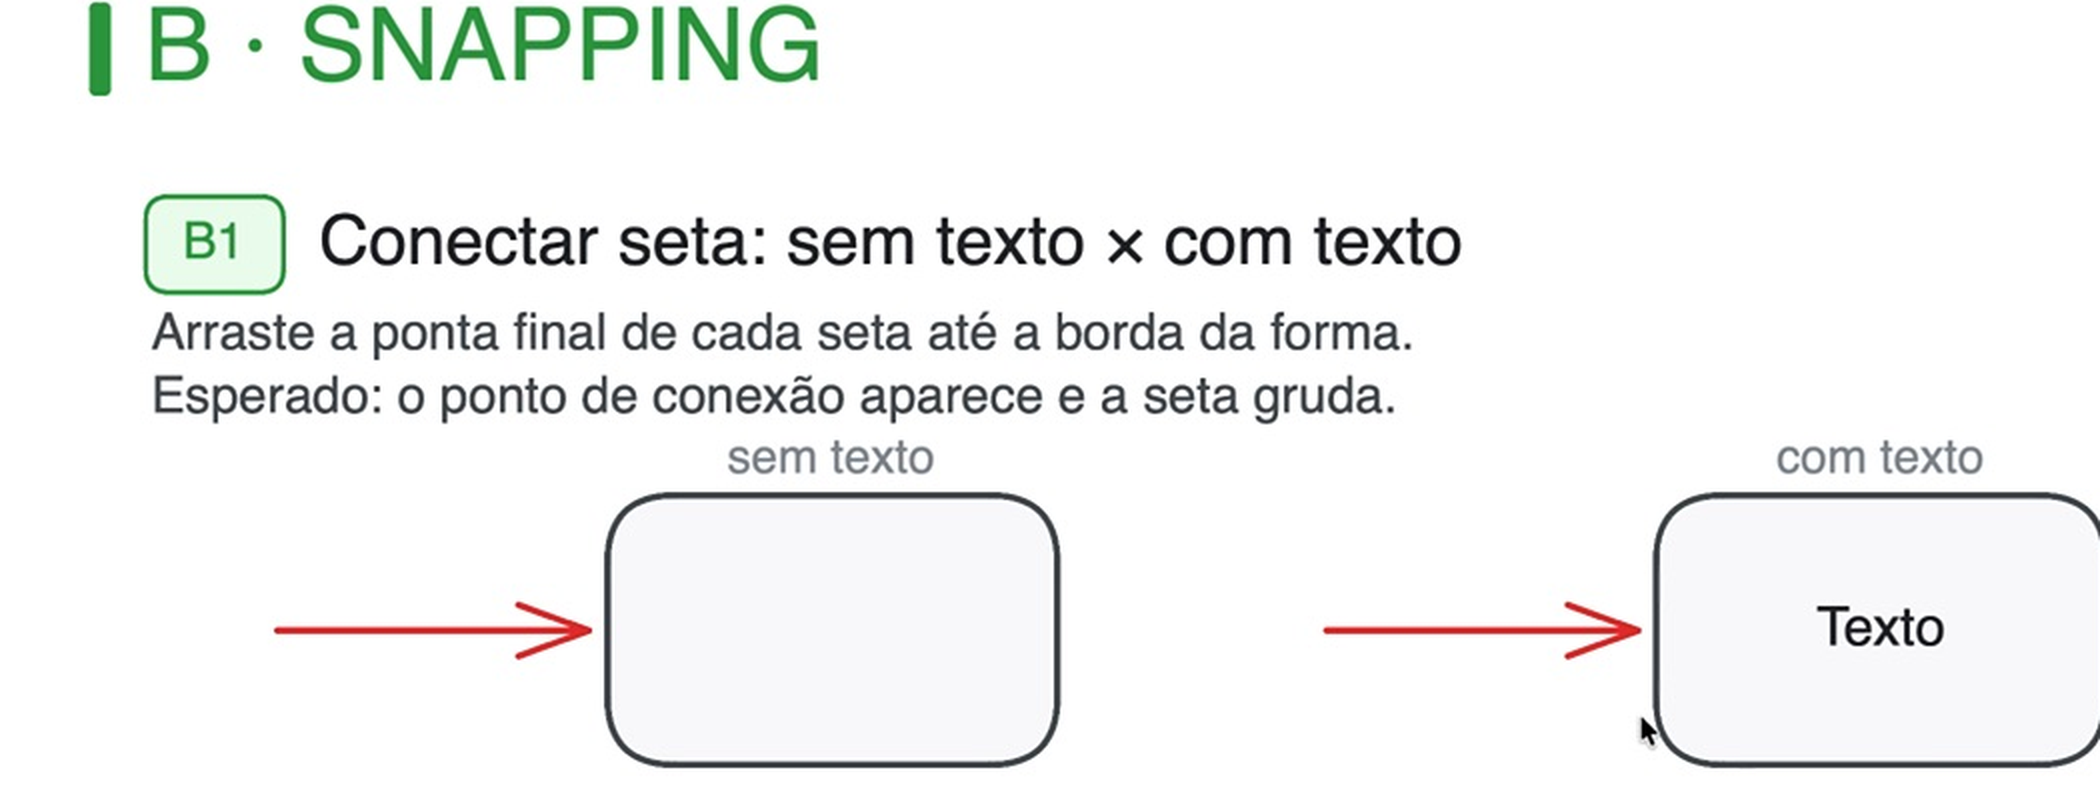 B · SNAPPING
B1 Conectar seta: sem texto × com texto
Arraste a ponta final de cada seta até a borda da forma.
Esperado: o ponto de conexão aparece e a seta gruda.
sem texto com texto
Texto